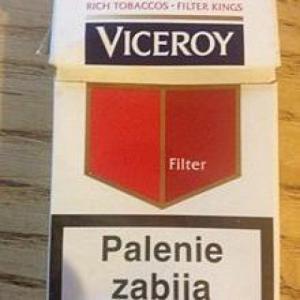 RICH TOBACCOS · FILTER KINGS
VICEROY
Filter
Palenie
zabija